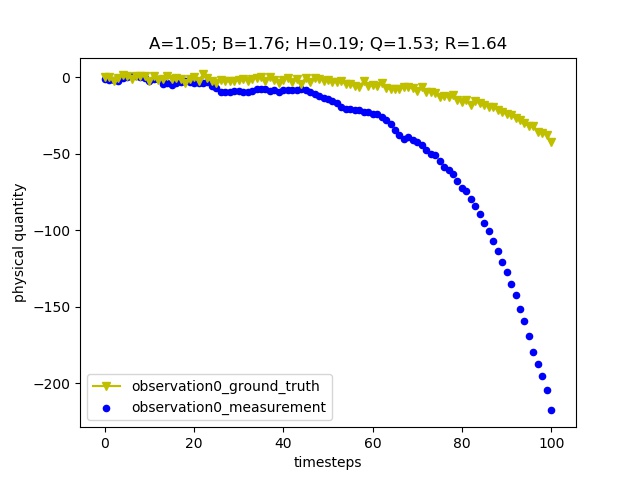 A=1.05; B=1.76; H=0.19; Q=1.53; R=1.64
physical quantity
0
−50
−100
−150
−200
observation0_ground_truth
observation0_measurement
0 20 40 60 80 100
timesteps